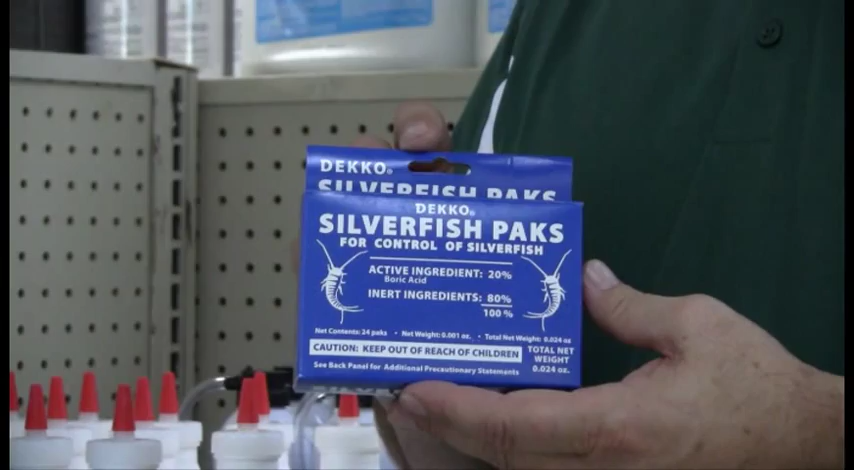 DEKKO®
SILVERFISH PAKS
DEKKO®
SILVERFISH PAKS
FOR CONTROL OF SILVERFISH
ACTIVE INGREDIENT: 20%
Boric Acid
INERT INGREDIENTS: 80%
100 %
Net Contents: 24 paks • Net Weight: 0.001 oz. • Total Net Weight: 0.024 oz
CAUTION: KEEP OUT OF REACH OF CHILDREN
TOTAL NET
WEIGHT
0.024 oz.
See Back Panel for Additional Precautionary Statements